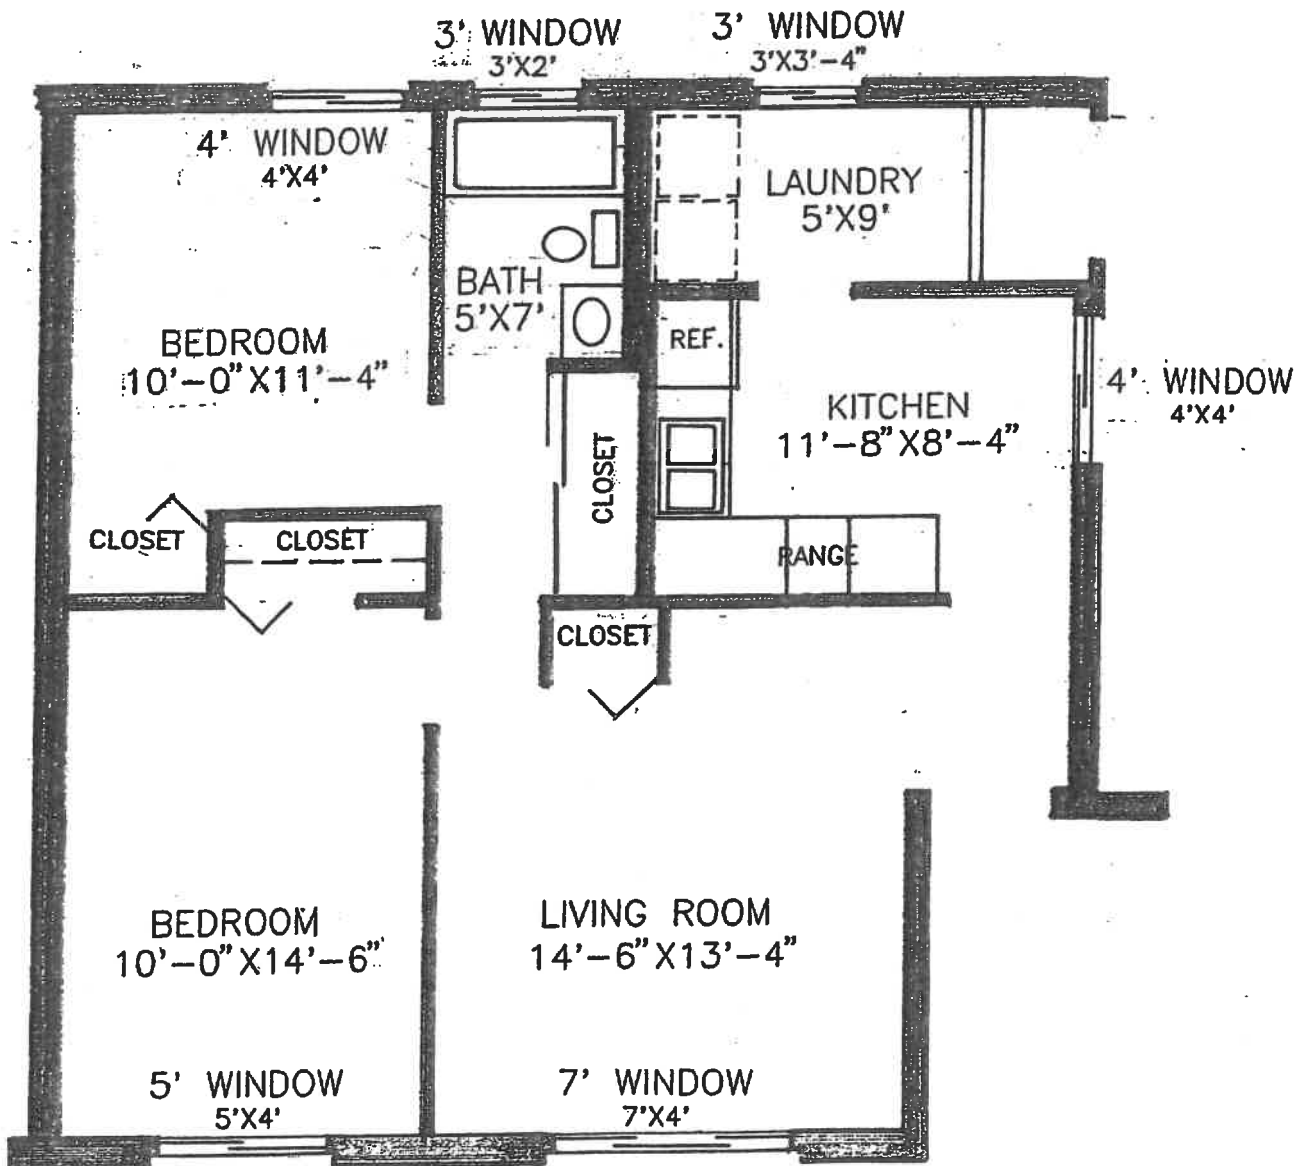 3' WINDOW
3'X2'
3' WINDOW
3'X3'-4"
4' WINDOW
4'X4'
LAUNDRY
5'X9'
BATH
5'X7'
BEDROOM
10'-0"X11'-4"
REF.
4' WINDOW
4'X4'
KITCHEN
11'-8"X8'-4"
CLOSET
CLOSET
CLOSET
RANGE
CLOSET
BEDROOM
10'-0"X14'-6"
LIVING ROOM
14'-6"X13'-4"
5' WINDOW
5'X4'
7' WINDOW
7'X4'